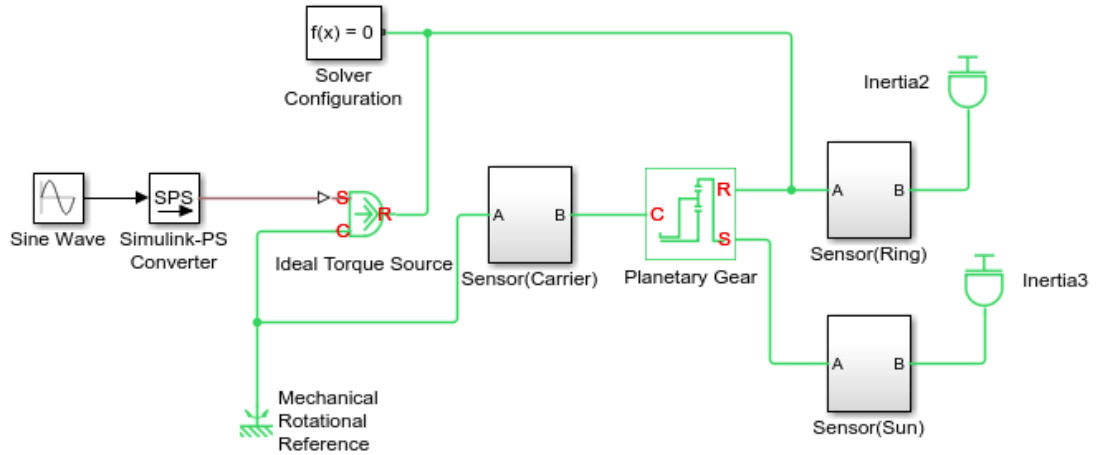 f(x) = 0
Solver
Configuration
Inertia2
Sine Wave
SPS
Simulink-PS
Converter
S
C
R
Ideal Torque Source
A
B
Sensor(Carrier)
C
R
S
Planetary Gear
A
B
Sensor(Ring)
Inertia3
A
B
Sensor(Sun)
Mechanical
Rotational
Reference